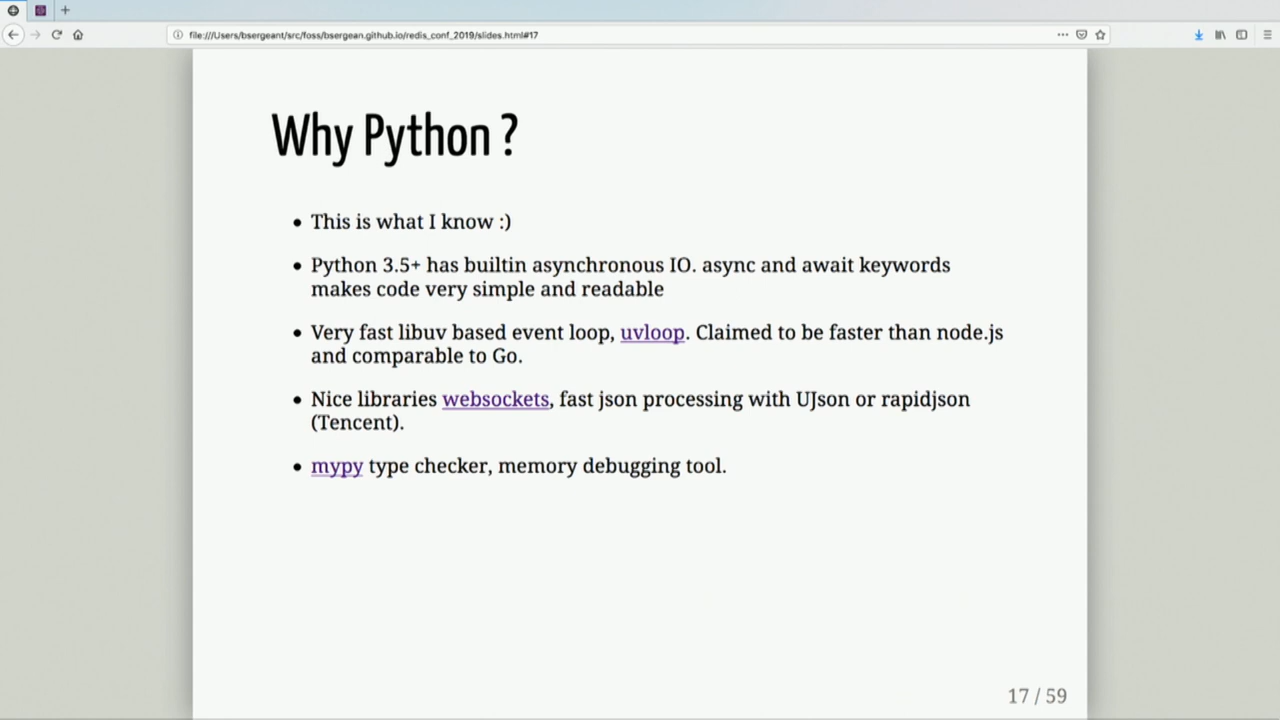 file:///Users/bsergeant/src/foss/bsergean.github.io/redis_conf_2019/slides.html#17
Why Python ?
This is what I know :)
Python 3.5+ has builtin asynchronous IO. async and await keywords
makes code very simple and readable
Very fast libuv based event loop, uvloop. Claimed to be faster than node.js
and comparable to Go.
Nice libraries websockets, fast json processing with UJson or rapidjson
(Tencent).
mypy type checker, memory debugging tool.
17 / 59